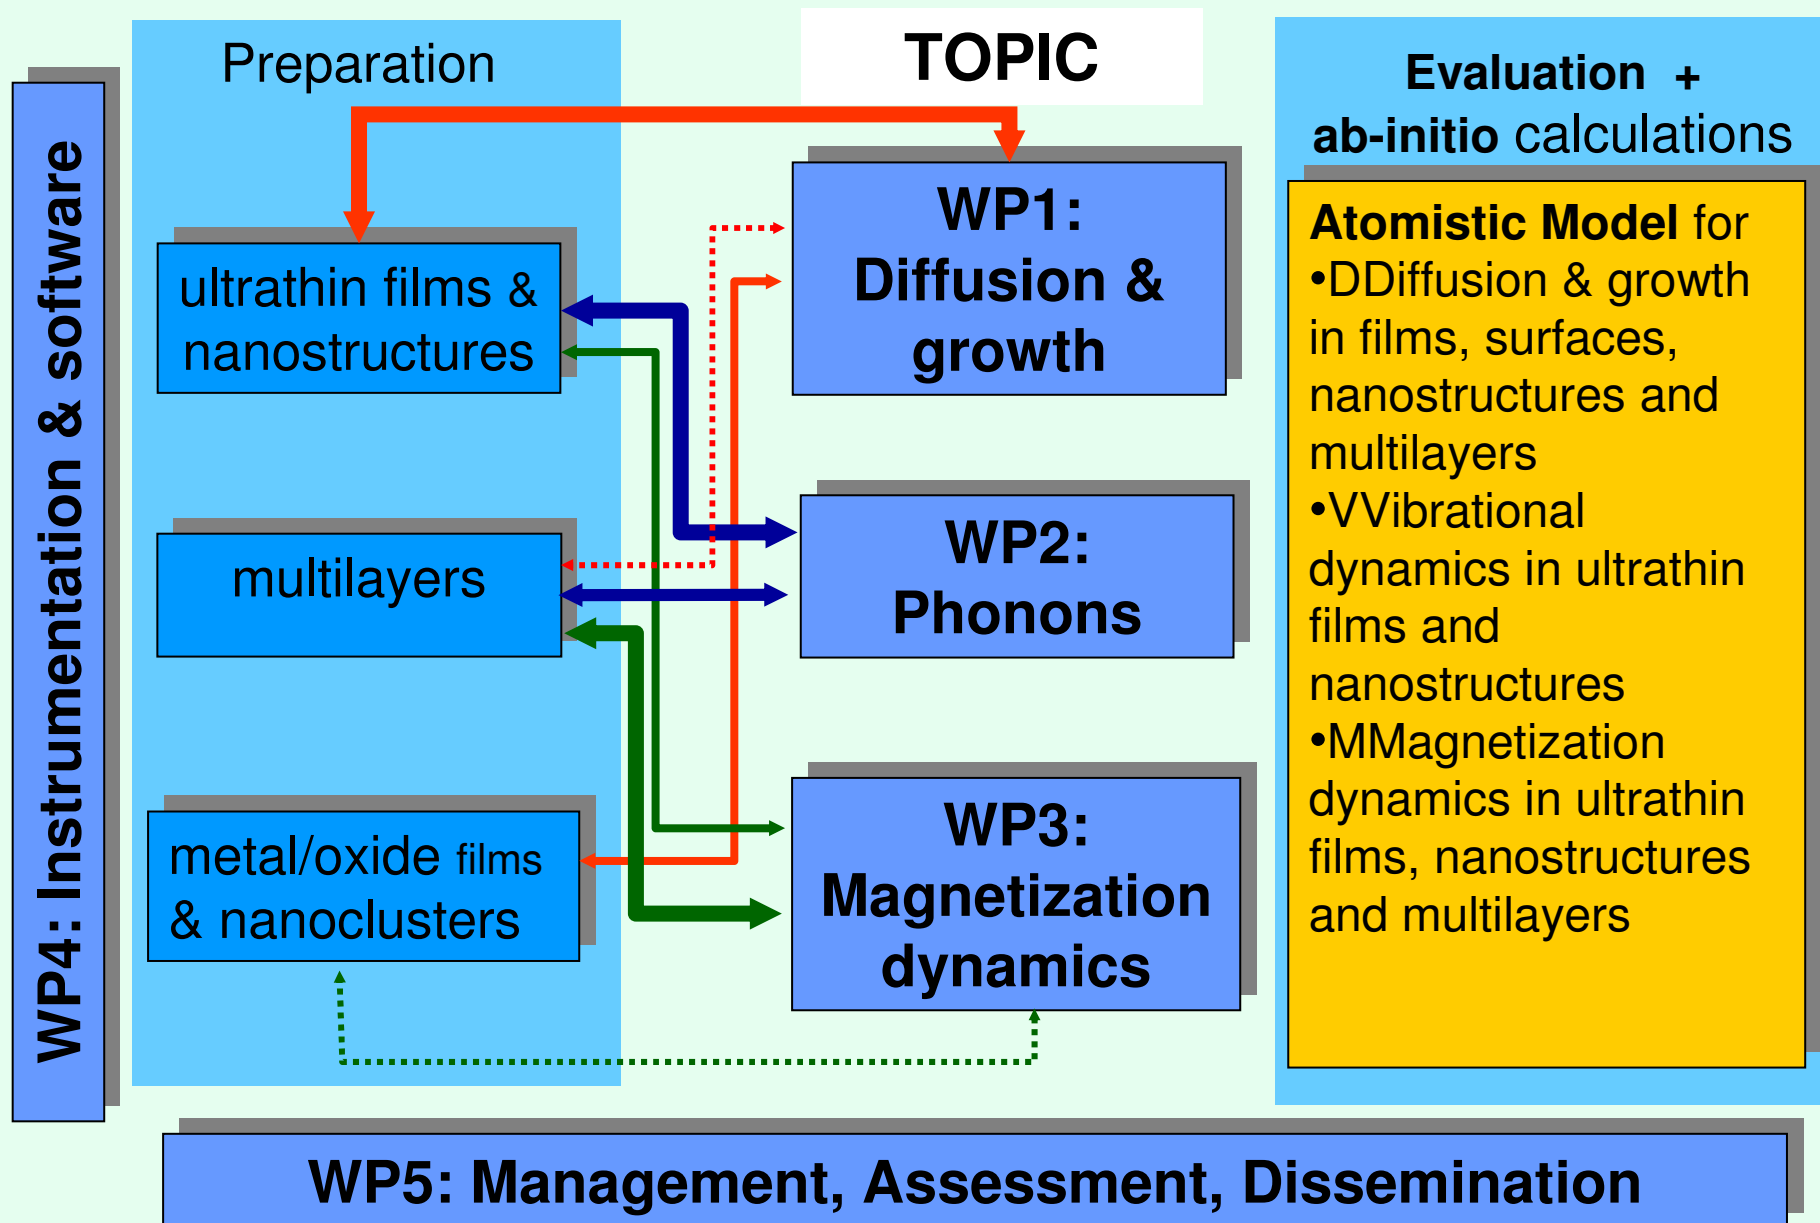 WP4: Instrumentation & software
Preparation
ultrathin films &
nanostructures
multilayers
metal/oxide films
& nanoclusters
TOPIC
WP1:
Diffusion &
growth
WP2:
Phonons
WP3:
Magnetization
dynamics
Evaluation +
ab-initio calculations
Atomistic Model for
•DDiffusion & growth
in films, surfaces,
nanostructures and
multilayers
•VVibrational
dynamics in ultrathin
films and
nanostructures
•MMagnetization
dynamics in ultrathin
films, nanostructures
and multilayers
WP5: Management, Assessment, Dissemination